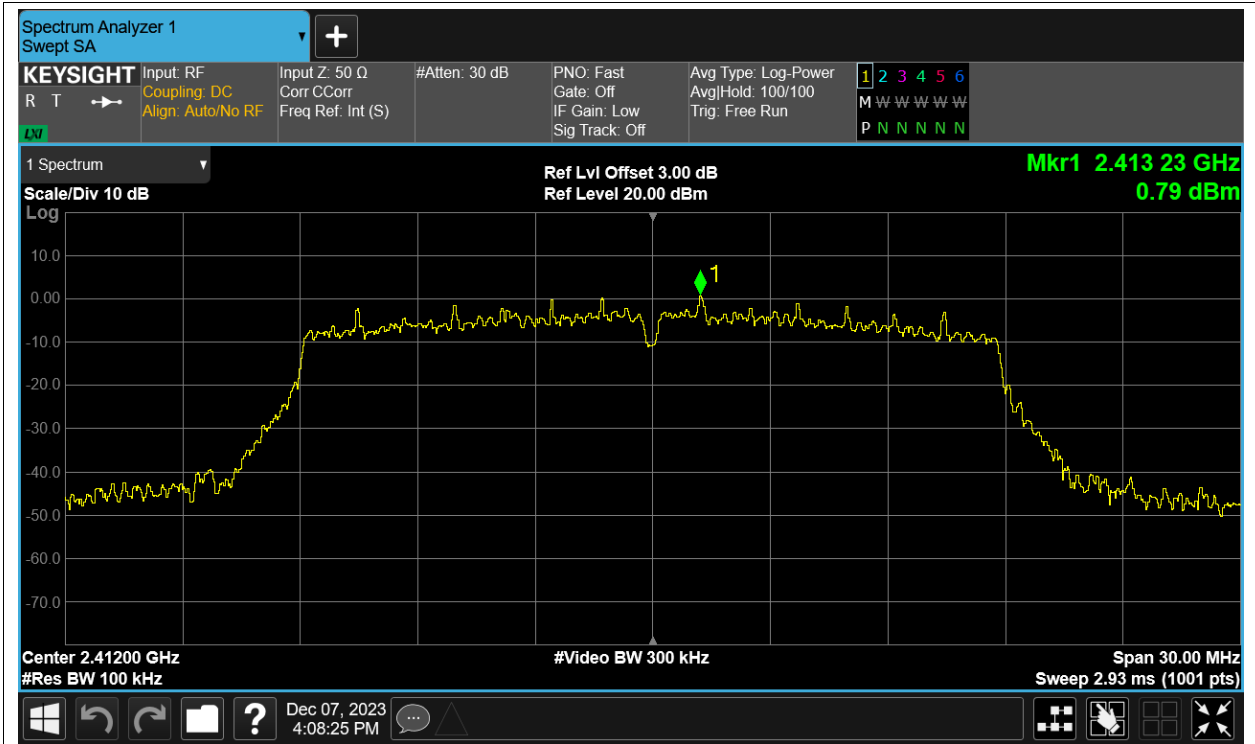 Spectrum Analyzer 1
Swept SA
+
KEYSIGHT
R T
LXI
Input: RF
Coupling: DC
Align: Auto/No RF
Input Z: 50 Ω
Corr CCorr
Freq Ref: Int (S)
#Atten: 30 dB
PNO: Fast
Gate: Off
IF Gain: Low
Sig Track: Off
Avg Type: Log-Power
Avg|Hold: 100/100
Trig: Free Run
1 2 3 4 5 6
M W W W W W
P N N N N N
1 Spectrum
Scale/Div 10 dB
Log
Ref Lvl Offset 3.00 dB
Ref Level 20.00 dBm
Mkr1 2.413 23 GHz
0.79 dBm
1
10.0
0.00
-10.0
-20.0
-30.0
-40.0
-50.0
-60.0
-70.0
Center 2.41200 GHz
#Res BW 100 kHz
#Video BW 300 kHz
Span 30.00 MHz
Sweep 2.93 ms (1001 pts)
?
Dec 07, 2023
4:08:25 PM